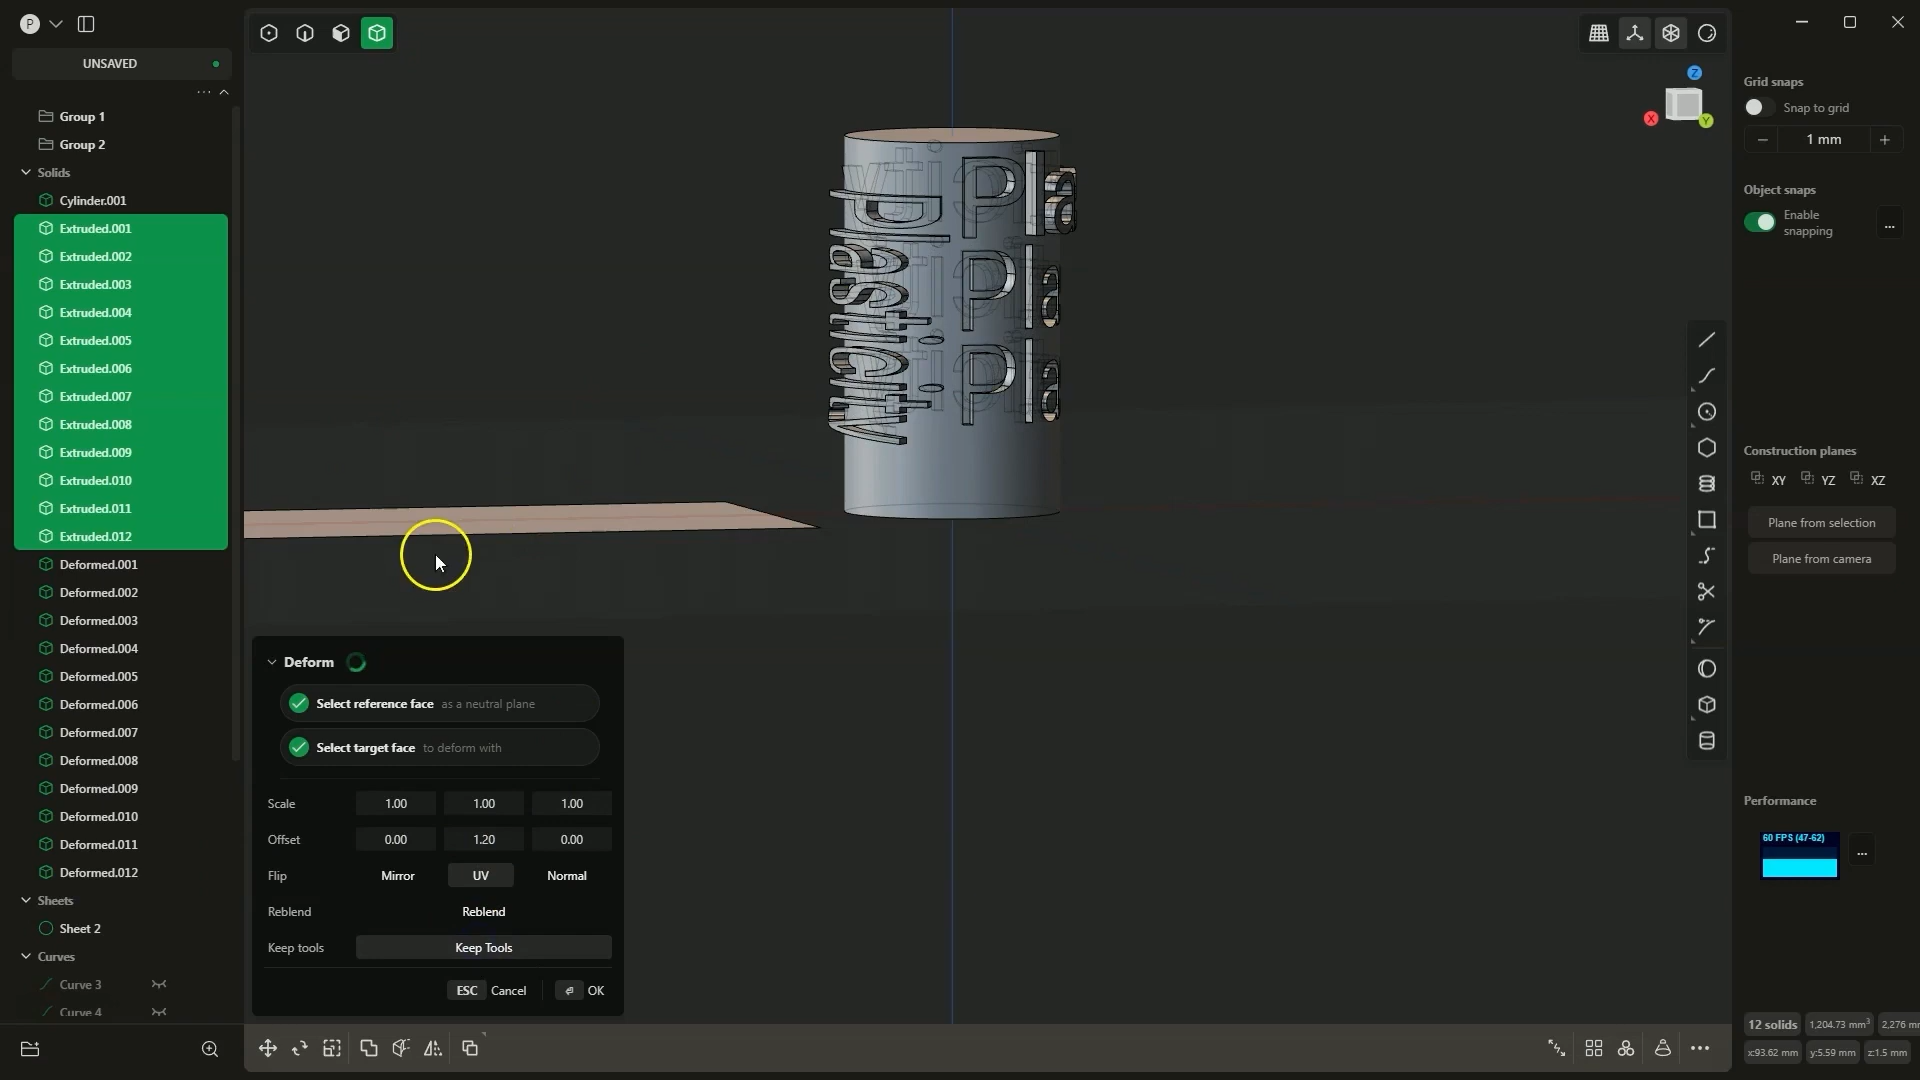 P
UNSAVED
Group 1
Group 2
Solids
Cylinder.001
Extruded.001
Extruded.002
Extruded.003
Extruded.004
Extruded.005
Extruded.006
Extruded.007
Extruded.008
Extruded.009
Extruded.010
Extruded.011
Extruded.012
Deformed.001
Deformed.002
Deformed.003
Deformed.004
Deformed.005
Deformed.006
Deformed.007
Deformed.008
Deformed.009
Deformed.010
Deformed.011
Deformed.012
Sheets
Sheet 2
Curves
Curve 3
Curve 4
Pla
Pla
Pla
Plasticity
Deform
Select reference face as a neutral plane
Select target face to deform with
Scale 1.00 1.00 1.00
Offset 0.00 1.20 0.00
Flip Mirror UV Normal
Reblend Reblend
Keep tools Keep Tools
ESC Cancel OK
Z
X
Y
Grid snaps
Snap to grid
1 mm
Object snaps
Enable
snapping
...
Construction planes
XY YZ XZ
Plane from selection
Plane from camera
Performance
60 FPS (47-62)
...
12 solids 1,204.73 mm³ 2,276 mm
x:93.62 mm y:5.59 mm z:1.5 mm